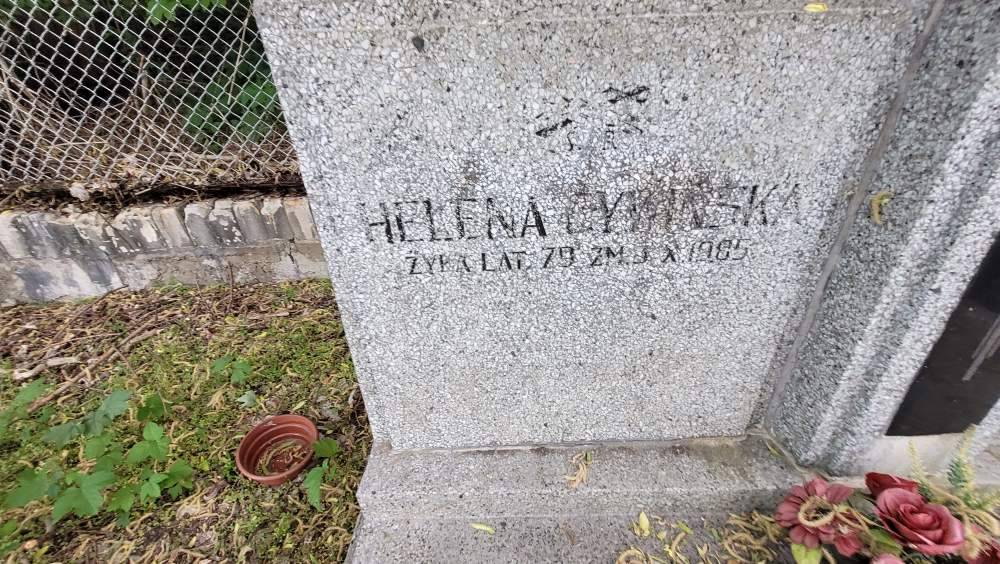 HELENA
ŻYŁA LAT 79 ZM. 3 X 1985